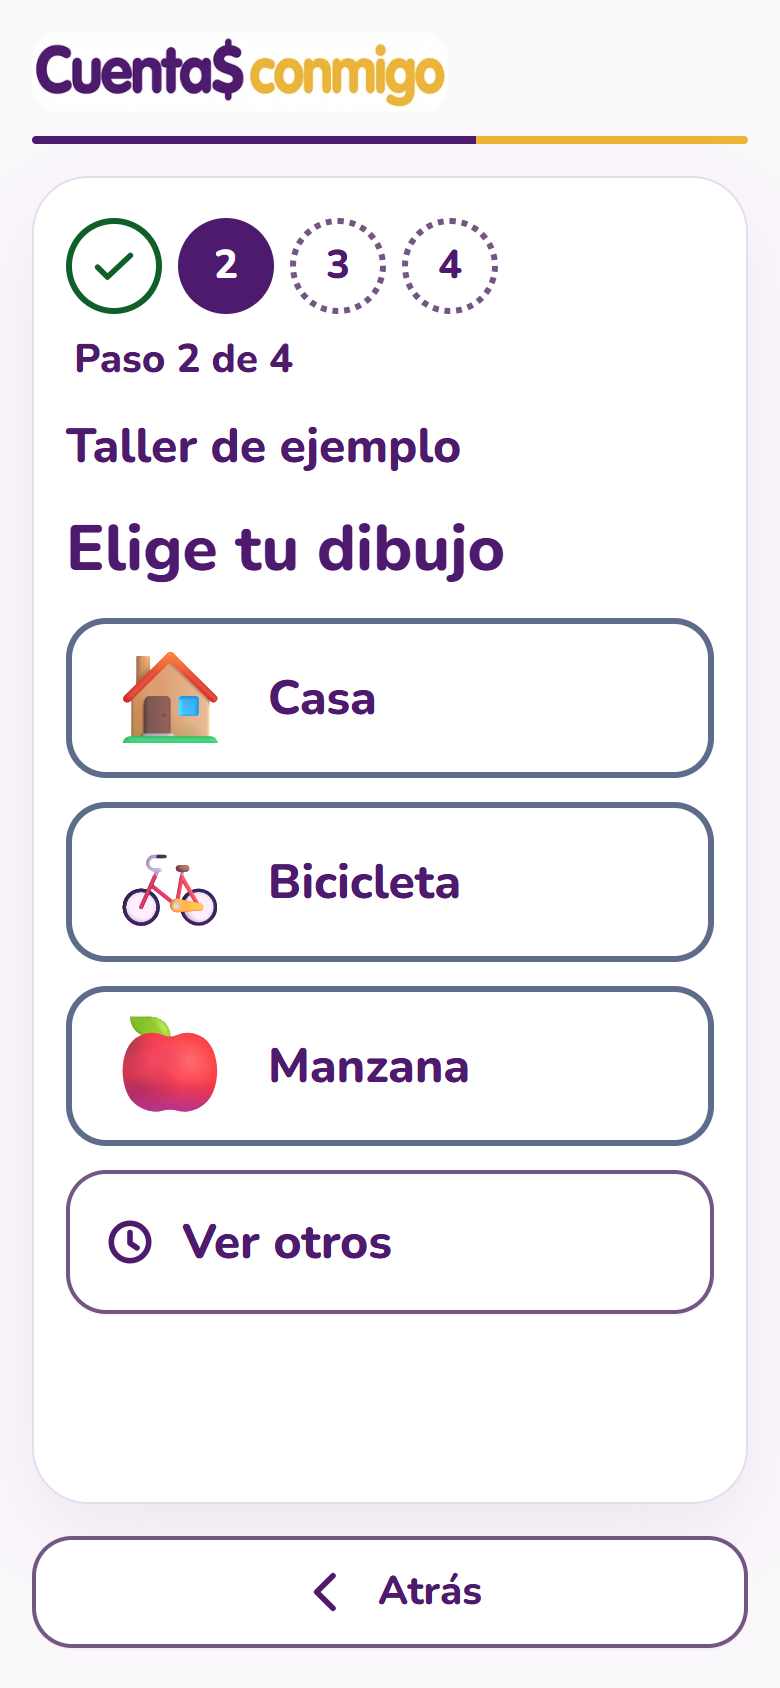 Cuenta$ conmigo
2 3 4
Paso 2 de 4
Taller de ejemplo
Elige tu dibujo
Casa
Bicicleta
Manzana
Ver otros
Atrás